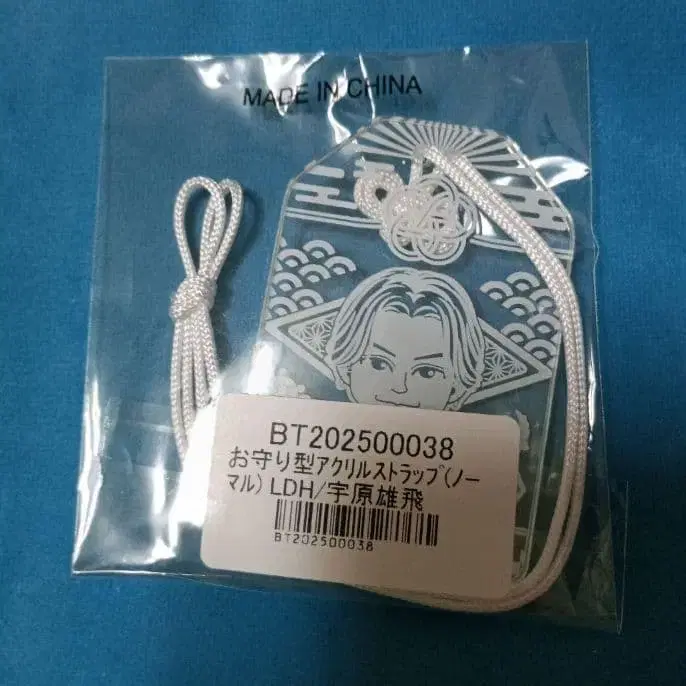 MADE IN CHINA
BT202500038
お守り型アクリルストラップ(ノー
マル) LDH/宇原雄飛
BT202500038